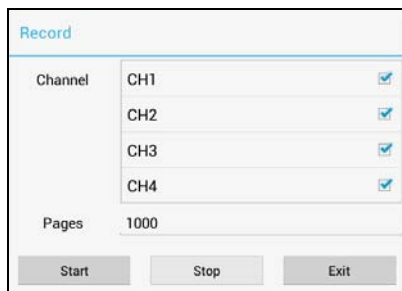 Record
Channel CH1
CH2
CH3
CH4
Pages 1000
Start Stop Exit